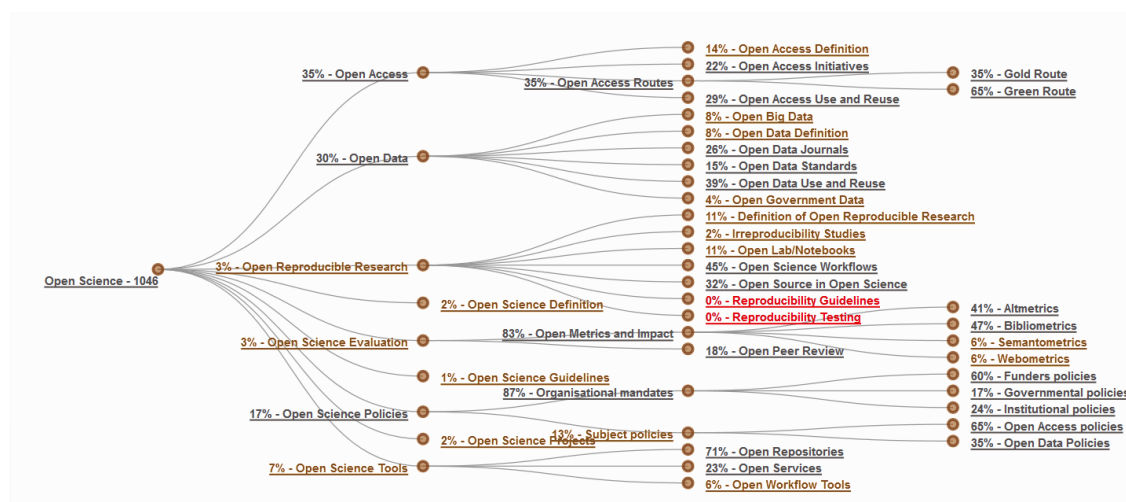 Open Science - 1046
35% - Open Access
14% - Open Access Definition
22% - Open Access Initiatives
35% - Open Access Routes
35% - Gold Route
65% - Green Route
29% - Open Access Use and Reuse
30% - Open Data
8% - Open Big Data
8% - Open Data Definition
26% - Open Data Journals
15% - Open Data Standards
39% - Open Data Use and Reuse
4% - Open Government Data
3% - Open Reproducible Research
11% - Definition of Open Reproducible Research
2% - Irreproducibility Studies
11% - Open Lab/Notebooks
45% - Open Science Workflows
32% - Open Source in Open Science
0% - Reproducibility Guidelines
0% - Reproducibility Testing
2% - Open Science Definition
3% - Open Science Evaluation
83% - Open Metrics and Impact
41% - Altmetrics
47% - Bibliometrics
6% - Semantometrics
6% - Webometrics
18% - Open Peer Review
1% - Open Science Guidelines
17% - Open Science Policies
87% - Organisational mandates
60% - Funders policies
17% - Governmental policies
24% - Institutional policies
13% - Subject policies
65% - Open Access policies
35% - Open Data Policies
2% - Open Science Projects
7% - Open Science Tools
71% - Open Repositories
23% - Open Services
6% - Open Workflow Tools